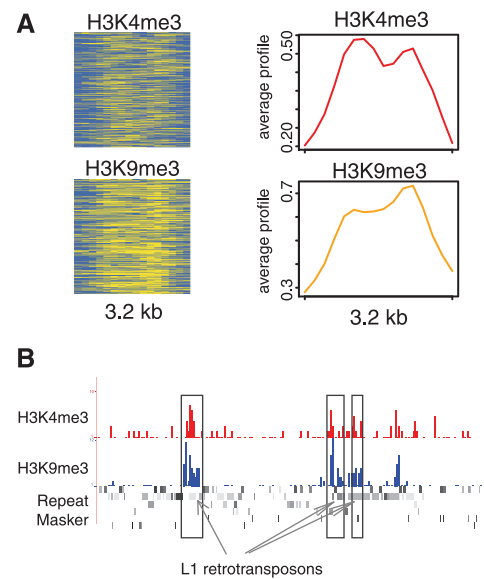 A
H3K4me3
H3K4me3
average profile
0.50
0.20
H3K9me3
H3K9me3
average profile
0.7
0.3
3.2 kb
3.2 kb
B
H3K4me3
H3K9me3
Repeat
Masker
L1 retrotransposons